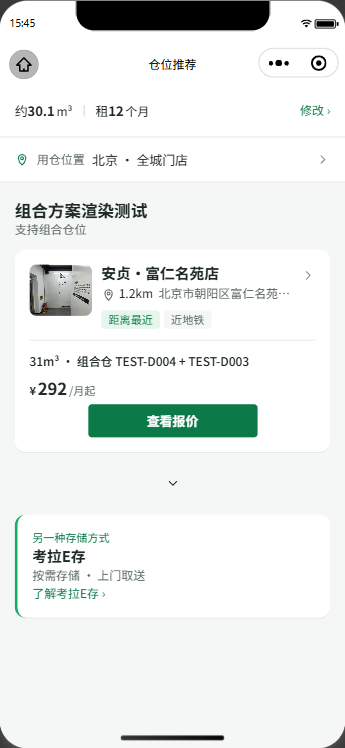 15:45
仓位推荐
约30.1m³ | 租12个月 修改 ›
用仓位置 北京 · 全城门店
组合方案渲染测试
支持组合仓位
安贞·富仁名苑店
1.2km 北京市朝阳区富仁名苑…
距离最近 近地铁
31m³ · 组合仓 TEST-D004 + TEST-D003
¥292/月起
查看报价
另一种存储方式
考拉E存
按需存储 · 上门取送
了解考拉E存 ›